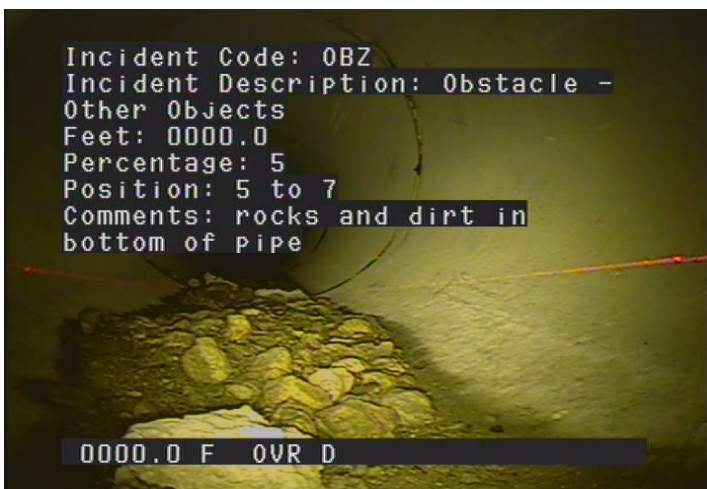 Incident Code: OBZ
Incident Description: Obstacle -
Other Objects
Feet: 0000.0
Percentage: 5
Position: 5 to 7
Comments: rocks and dirt in
bottom of pipe
0000.0 F OVR D